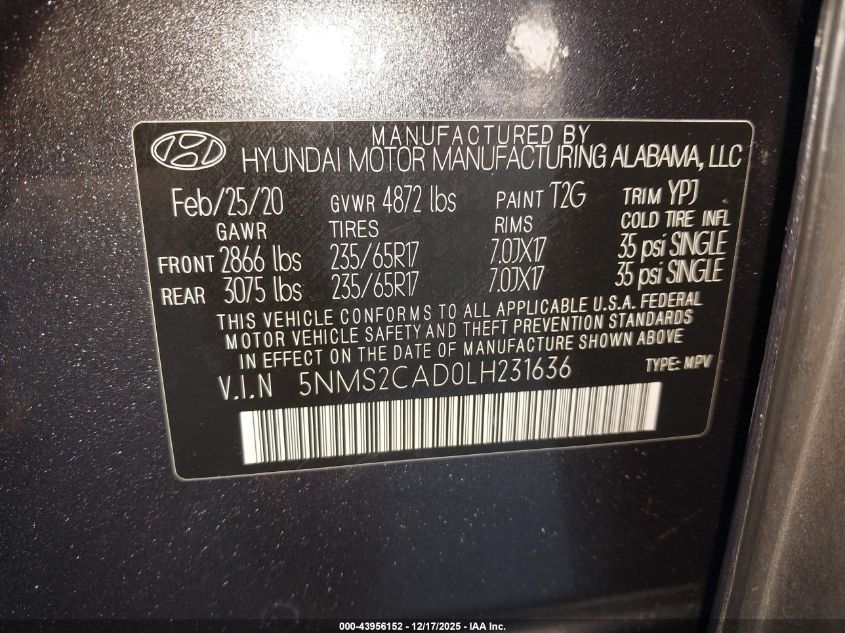 MANUFACTURED BY
HYUNDAI MOTOR MANUFACTURING ALABAMA, LLC
Feb/25/20 GVWR 4872 lbs PAINT T2G TRIM YPJ
GAWR TIRES RIMS COLD TIRE INFL
FRONT 2866 lbs 235/65R17 7.0JX17 35 psi SINGLE
REAR 3075 lbs 235/65R17 7.0JX17 35 psi SINGLE
THIS VEHICLE CONFORMS TO ALL APPLICABLE U.S.A. FEDERAL
MOTOR VEHICLE SAFETY AND THEFT PREVENTION STANDARDS
IN EFFECT ON THE DATE OF MANUFACTURE SHOWN ABOVE
V.I.N 5NMS2CAD0LH231636 TYPE: MPV
000-43956152 - 12/17/2025 - IAA Inc.